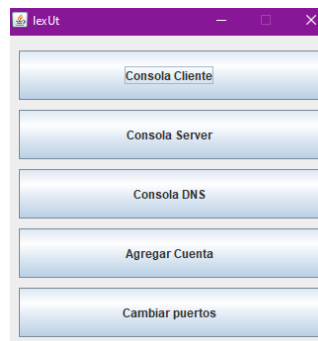 lexUt
Consola Cliente
Consola Server
Consola DNS
Agregar Cuenta
Cambiar puertos